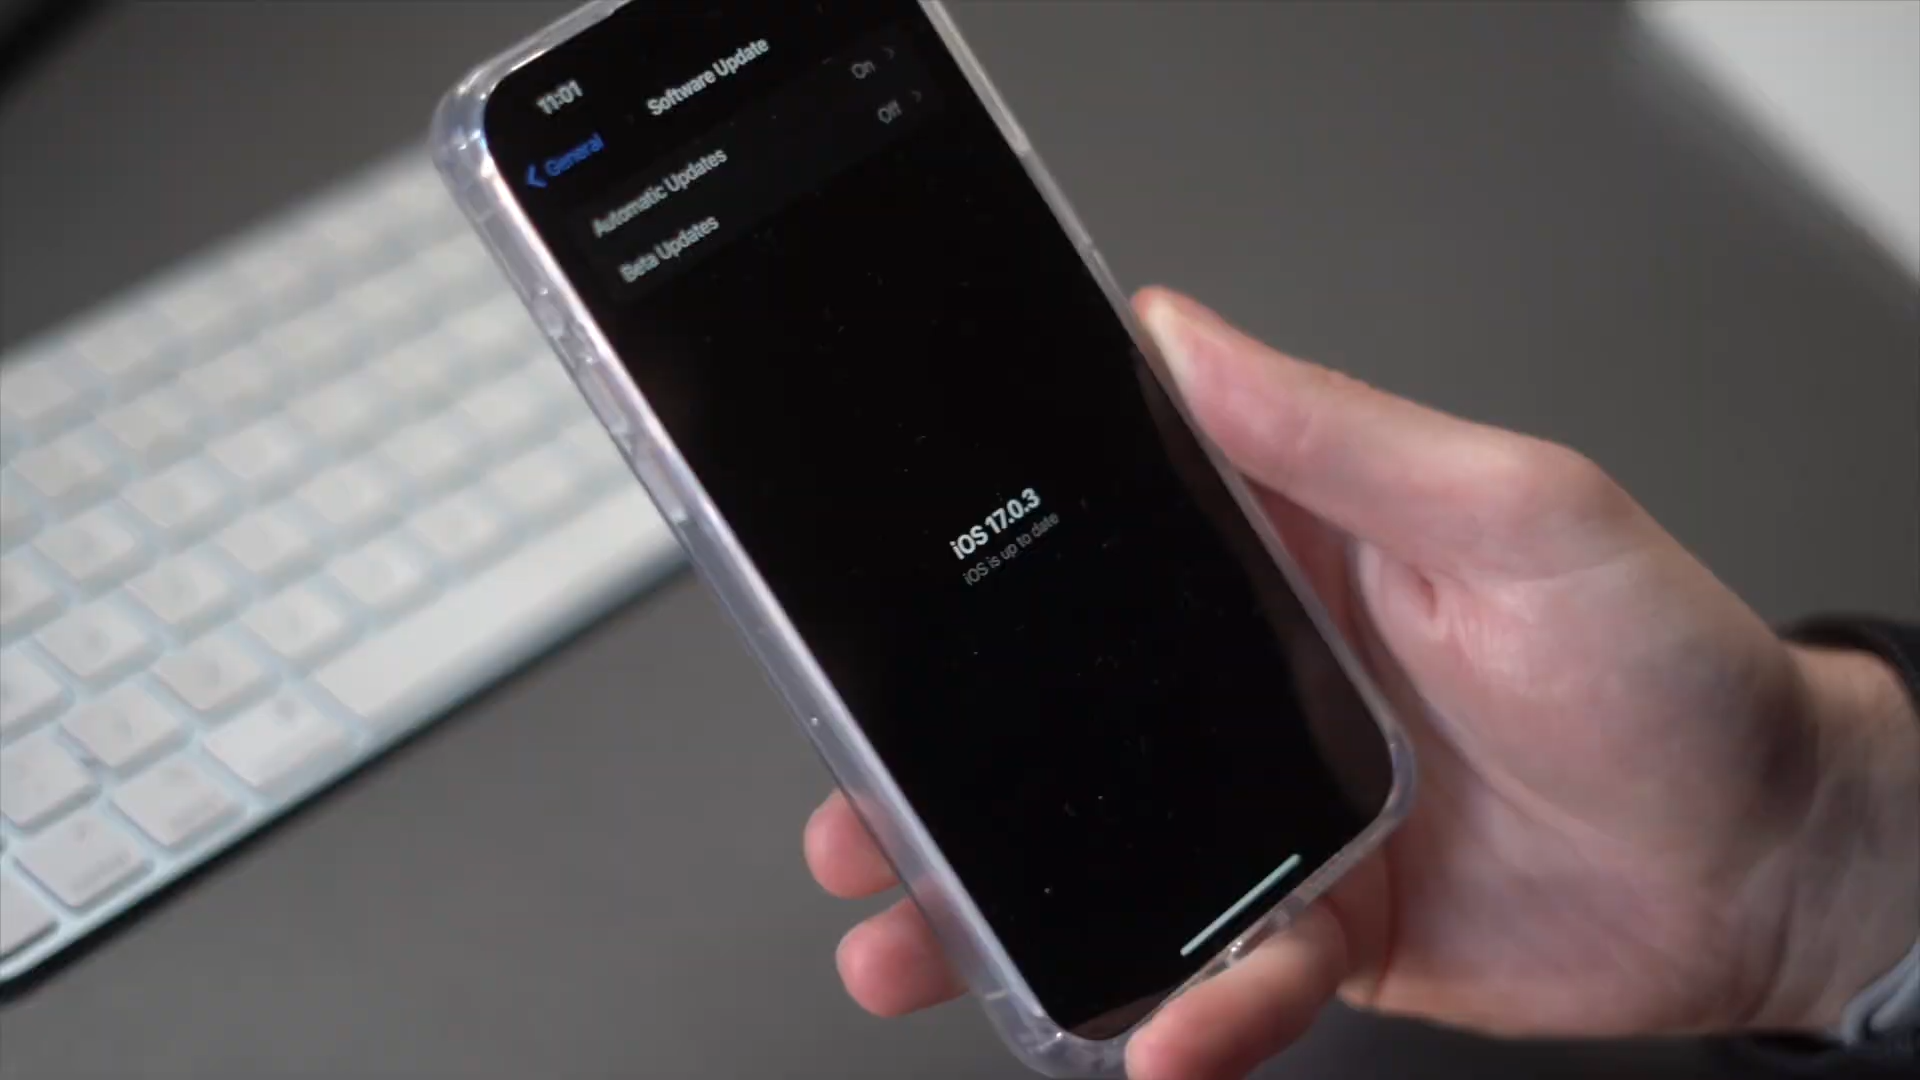 11:01
General
Software Update
Automatic Updates
On
Beta Updates
Off
iOS 17.0.3
iOS is up to date